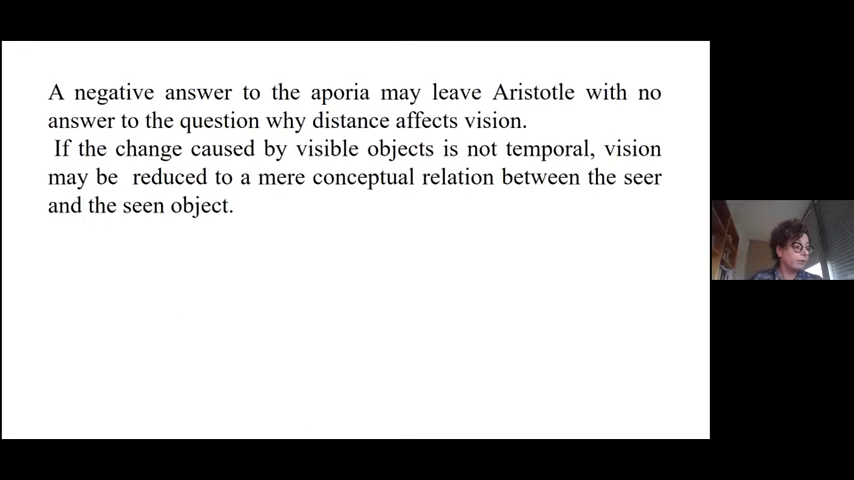 A negative answer to the aporia may leave Aristotle with no
answer to the question why distance affects vision.
If the change caused by visible objects is not temporal, vision
may be reduced to a mere conceptual relation between the seer
and the seen object.